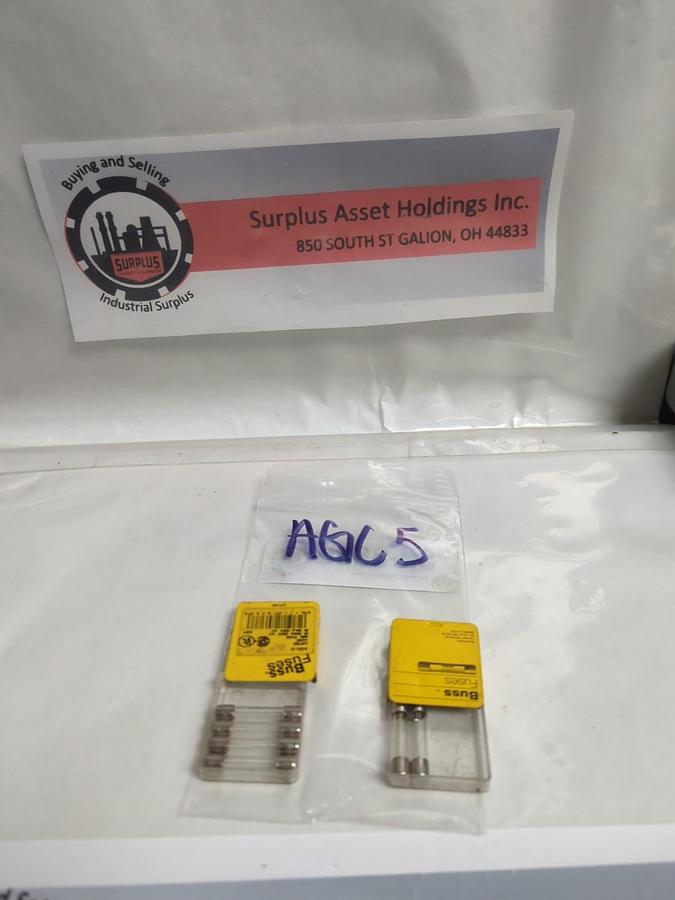 Buying and Selling
SURPLUS
Industrial Surplus
Surplus Asset Holdings Inc.
850 SOUTH ST GALION, OH 44833
AGC5
Buss.
Fuses
Buss.
Fuses